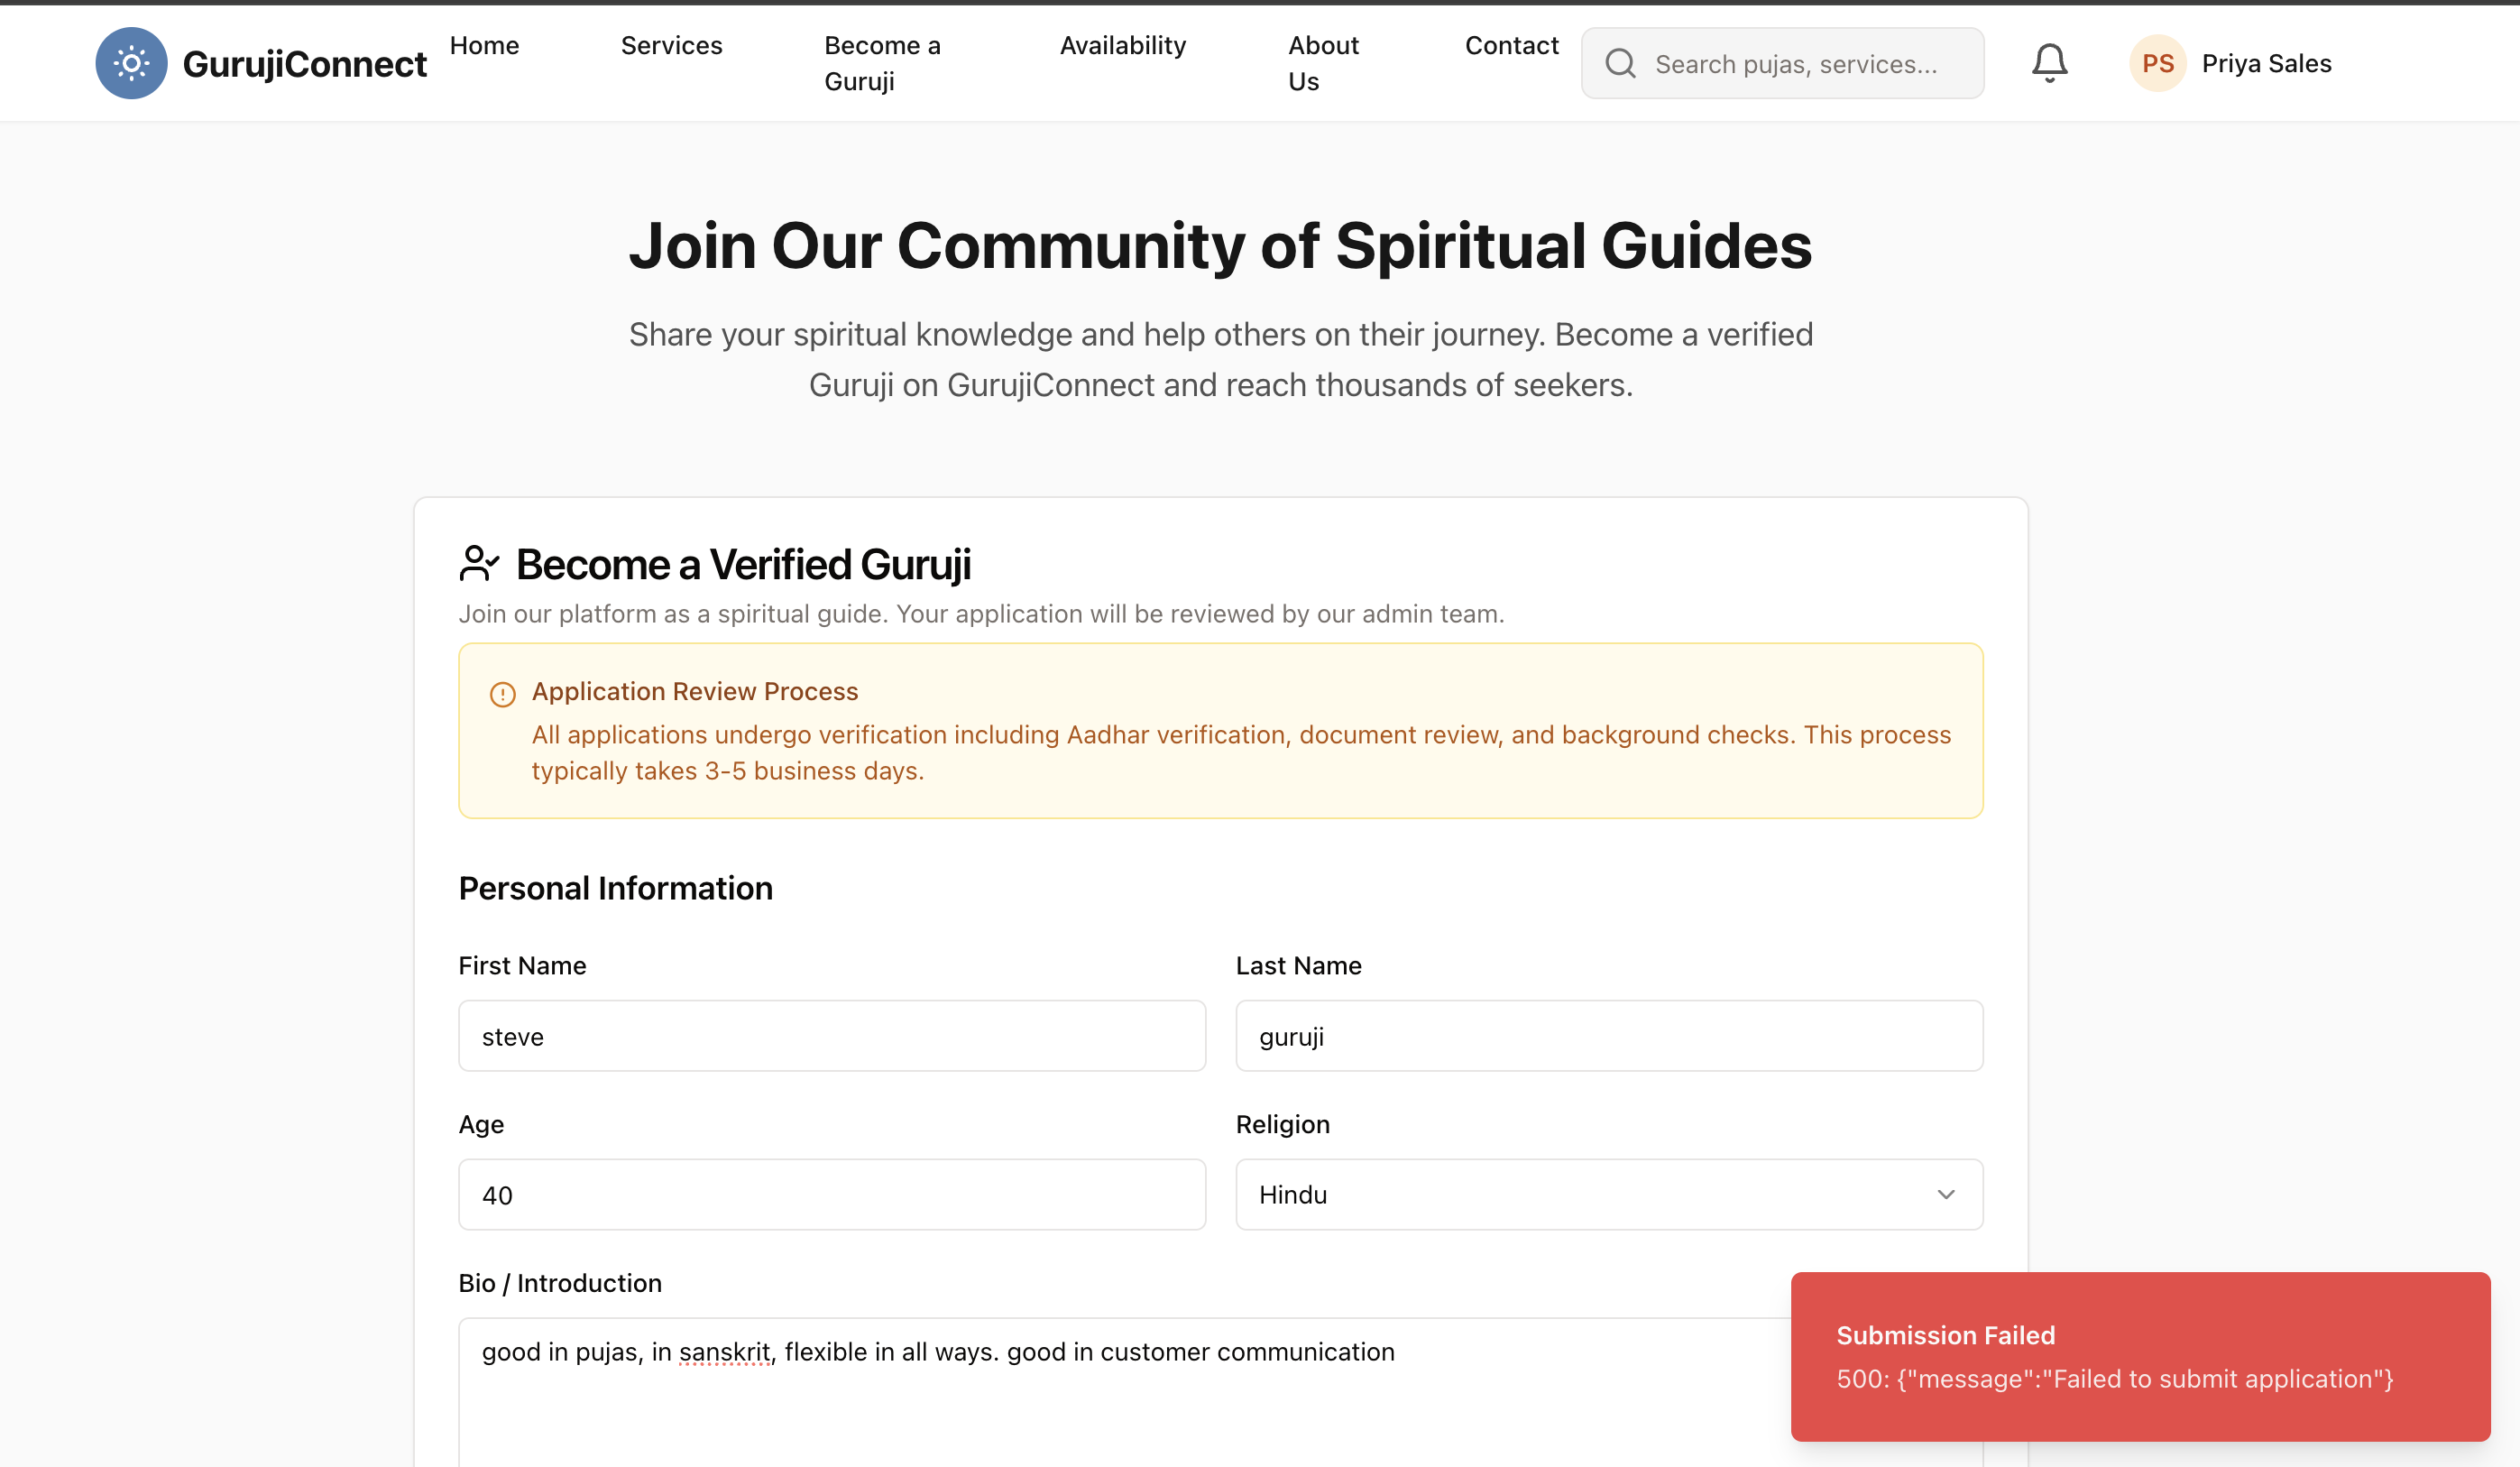 GurujiConnect
Home
Services
Become a
Guruji
Availability
About
Us
Contact
Search pujas, services...
PS
Priya Sales
Join Our Community of Spiritual Guides
Share your spiritual knowledge and help others on their journey. Become a verified
Guruji on GurujiConnect and reach thousands of seekers.
Become a Verified Guruji
Join our platform as a spiritual guide. Your application will be reviewed by our admin team.
Application Review Process
All applications undergo verification including Aadhar verification, document review, and background checks. This process
typically takes 3-5 business days.
Personal Information
First Name
Last Name
steve
guruji
Age
Religion
40
Hindu
Bio / Introduction
good in pujas, in sanskrit, flexible in all ways. good in customer communication
Submission Failed
500: {"message":"Failed to submit application"}